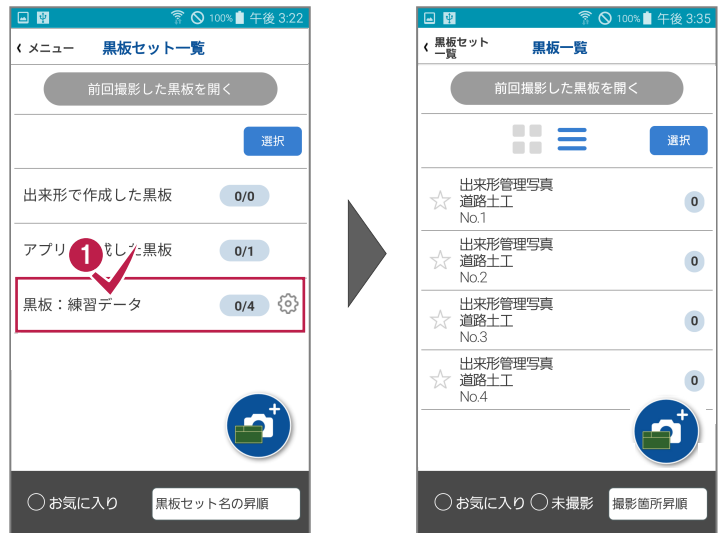 100% 午後 3:22
メニュー 黒板セット一覧
前回撮影した黒板を開く
選択
出来形で作成した黒板 0/0
アプリ 成した黒板 0/1
1
黒板：練習データ 0/4
お気に入り 黒板セット名の昇順
100% 午後 3:35
黒板セット
一覧
黒板一覧
前回撮影した黒板を開く
選択
出来形管理写真
道路土工
No.1
0
出来形管理写真
道路土工
No.2
0
出来形管理写真
道路土工
No.3
0
出来形管理写真
道路土工
No.4
0
お気に入り 未撮影 撮影箇所昇順